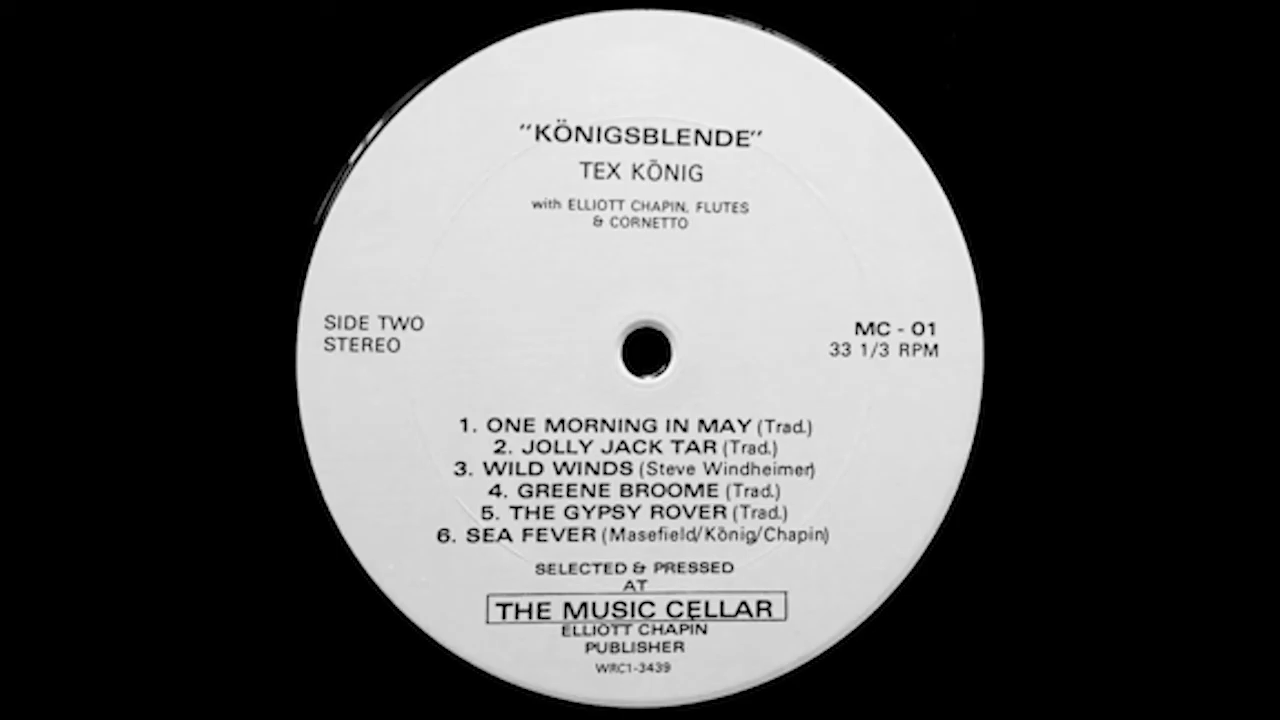 "KÖNIGSBLENDE"
TEX KÖNIG
with ELLIOTT CHAPIN, FLUTES
& CORNETTO
SIDE TWO
STEREO
MC - 01
33 1/3 RPM
1. ONE MORNING IN MAY (Trad.)
2. JOLLY JACK TAR (Trad.)
3. WILD WINDS (Steve Windheimer)
4. GREENE BROOME (Trad.)
5. THE GYPSY ROVER (Trad.)
6. SEA FEVER (Masefield/König/Chapin)
SELECTED & PRESSED
AT
THE MUSIC CELLAR
ELLIOTT CHAPIN
PUBLISHER
WRC1-3439